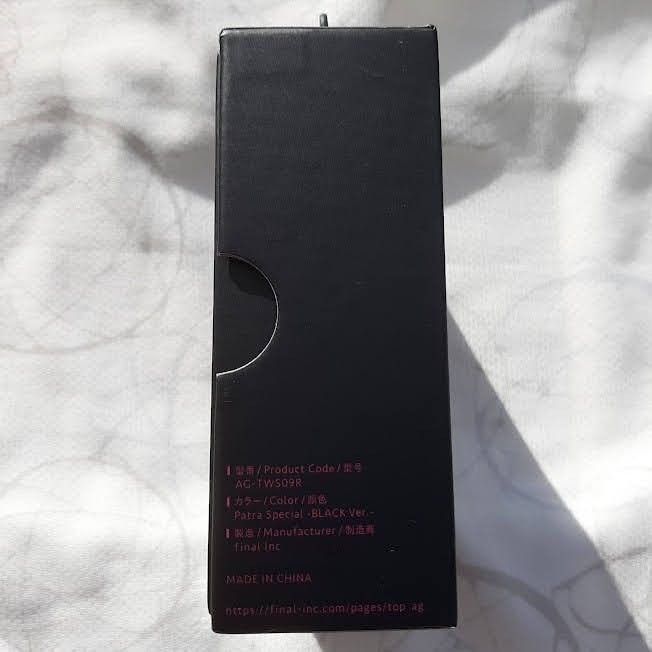 型番 / Product Code / 型号
AG-TWS09R
カラー / Color / 颜色
Patra Special -BLACK Ver.-
製造 / Manufacturer / 制造商
final Inc
MADE IN CHINA
https://final-inc.com/pages/top_ag